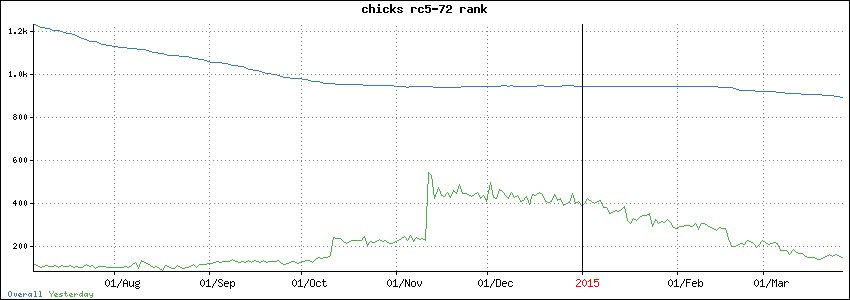 chicks rc5-72 rank
1.2k
1.0k
800
600
400
200
01/Aug 01/Sep 01/Oct 01/Nov 01/Dec 2015 01/Feb 01/Mar
Overall Yesterday